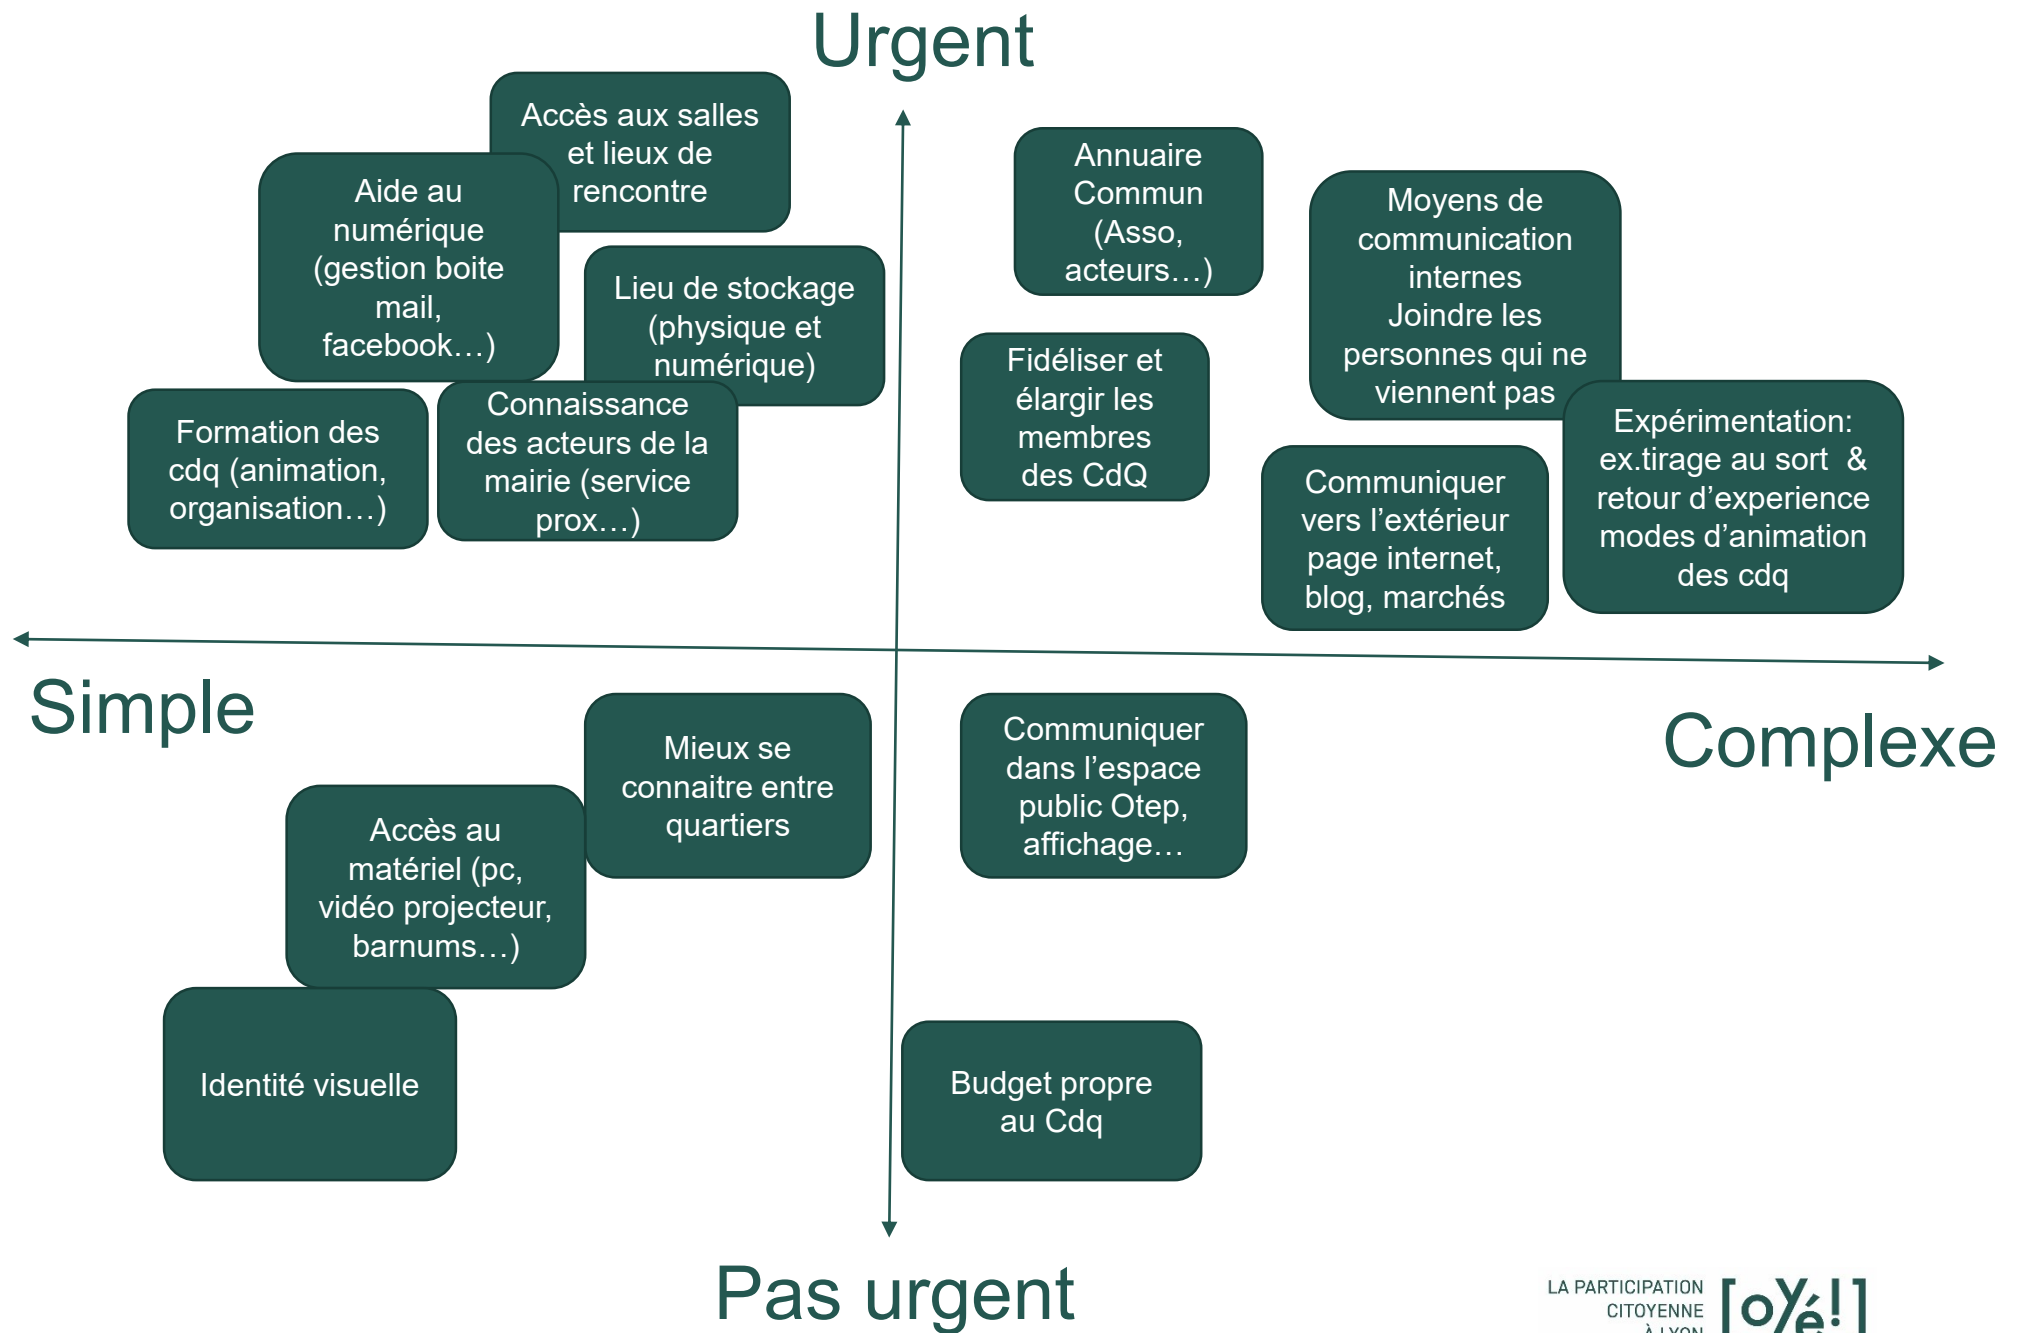 Urgent
Accès aux salles
et lieux de
rencontre
Aide au
numérique
(gestion boite
mail,
facebook…)
Lieu de stockage
(physique et
numérique)
Formation des
cdq (animation,
organisation…)
Connaissance
des acteurs de la
mairie (service
prox…)
Annuaire
Commun
(Asso,
acteurs…)
Moyens de
communication
internes
Joindre les
personnes qui ne
viennent pas
Fidéliser et
élargir les
membres
des CdQ
Communiquer
vers l’extérieur
page internet,
blog, marchés
Expérimentation:
ex.tirage au sort  &
retour d’experience
modes d’animation
des cdq
Simple
Complexe
Mieux se
connaitre entre
quartiers
Accès au
matériel (pc,
vidéo projecteur,
barnums…)
Identité visuelle
Communiquer
dans l’espace
public Otep,
affichage…
Budget propre
au Cdq
Pas urgent
LA PARTICIPATION
CITOYENNE
À LYON
[oYé!]